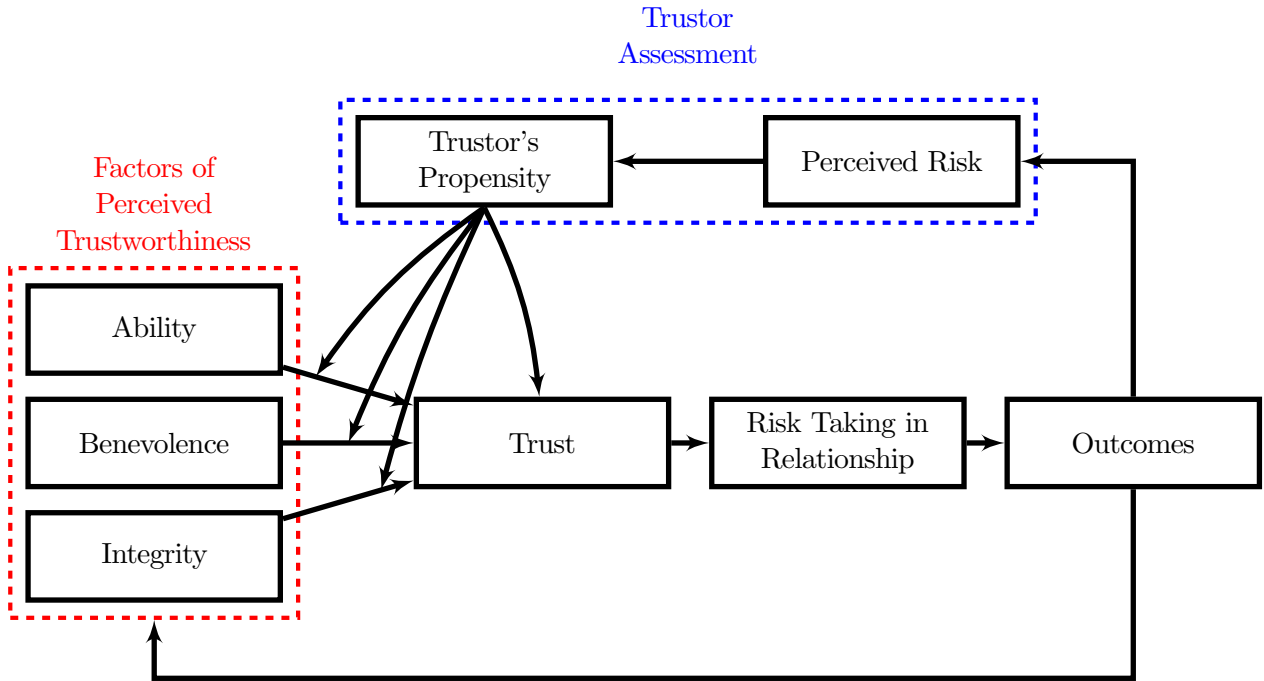 Trustor
Assessment
Trustor's
Propensity
Perceived Risk
Factors of
Perceived
Trustworthiness
Ability
Benevolence
Integrity
Trust
Risk Taking in
Relationship
Outcomes